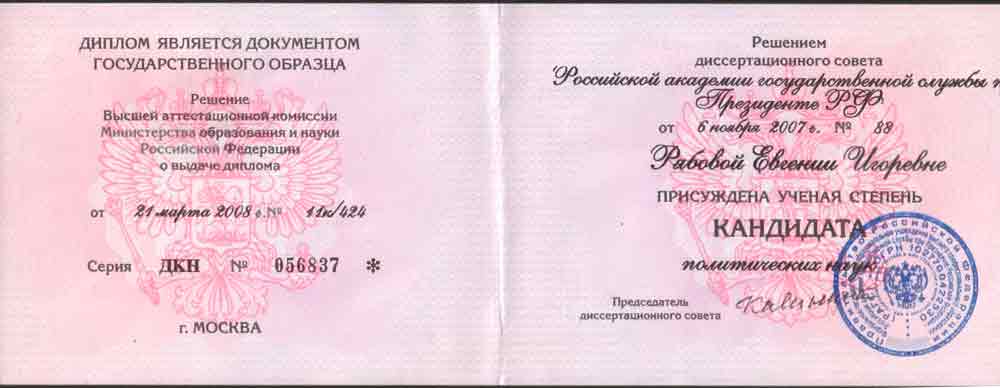 ДИПЛОМ ЯВЛЯЕТСЯ ДОКУМЕНТОМ
ГОСУДАРСТВЕННОГО ОБРАЗЦА
Решение
Высшей аттестационной комиссии
Министерства образования и науки
Российской Федерации
о выдаче диплома
от 21 марта 2008 г. № 11к/424
Серия ДКН № 056837 *
г. МОСКВА
Решением
диссертационного совета
Российской академии государственной службы п
Президенте РФ
от 6 ноября 2007 г. № 88
Рябовой Евгении Игоревне
ПРИСУЖДЕНА УЧЕНАЯ СТЕПЕНЬ
КАНДИДАТА
политических наук
Председатель
диссертационного совета